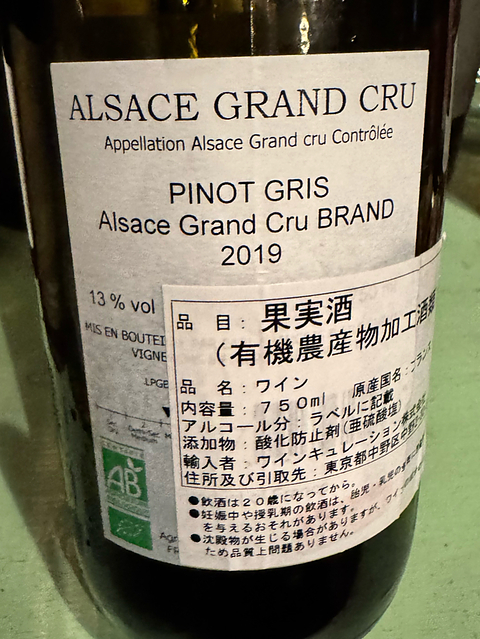 ALSACE GRAND CRU
Appellation Alsace Grand cru Contrôlée
PINOT GRIS
Alsace Grand Cru BRAND
2019
13 % vol
MIS EN BOUTEI
VIGNE
LPGE
Medium
AB
品 目：果実酒
（有機農産物加工酒類
品 名：ワイン
原産国名：フランス
内容量：７５０ml
アルコール分：ラベルに記載
添加物：酸化防止剤(亜硫酸塩)
輸入者：ワインキュレーション株式会社
住所及び引取先：東京都中野区中野
●飲酒は２０歳になってから。
●妊娠中や授乳期の飲酒は、胎児・乳児の
を与えるおそれがあります。
●沈殿物が生じる場合がありますが、ワインの
ため品質上問題ありません。
Agr
FR